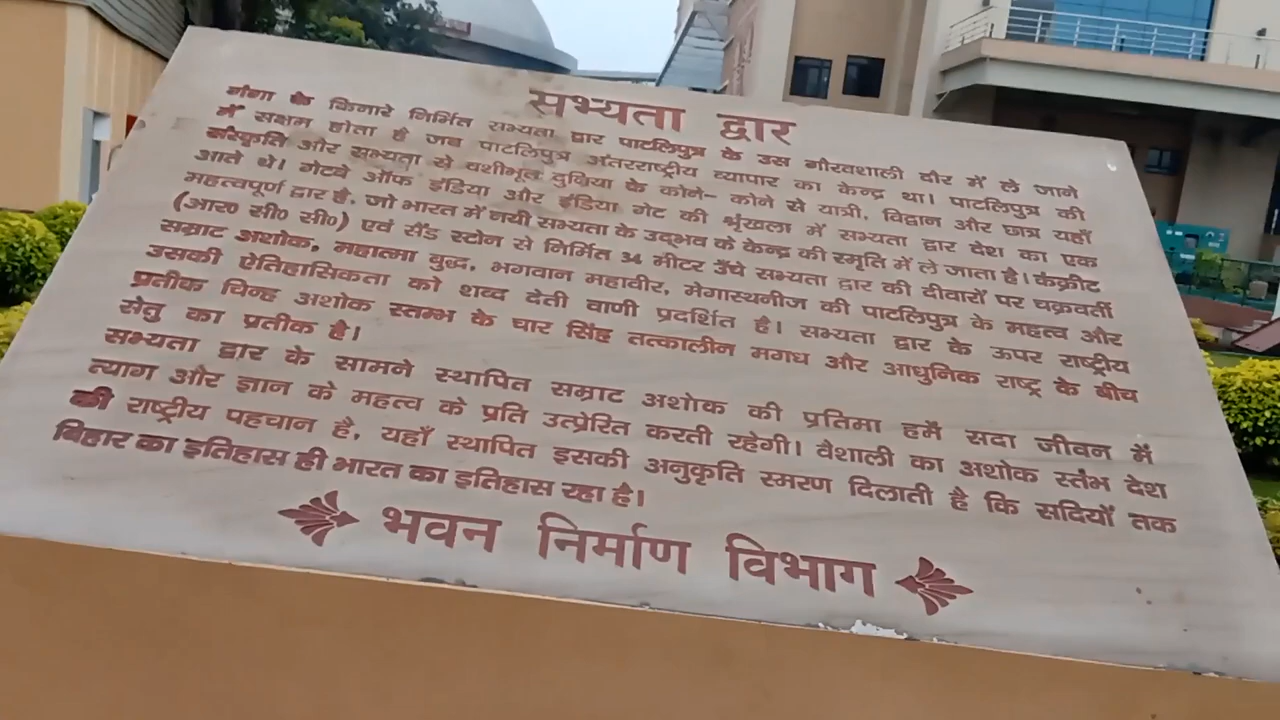 सभ्यता द्वार
गंगा के किनारे निर्मित सभ्यता द्वार पाटलिपुत्र के उस गौरवशाली दौर में ले जाने
में सक्षम होता है जब पाटलिपुत्र अंतरराष्ट्रीय व्यापार का केन्द्र था। पाटलिपुत्र की
संस्कृति और सभ्यता से वशीभूत दुनिया के कोने- कोने से यात्री, विद्वान और छात्र यहाँ
आते थे। गेटवे ऑफ इंडिया और इंडिया गेट की श्रृंखला में सभ्यता द्वार देश का एक
महत्वपूर्ण द्वार है, जो भारत में नयी सभ्यता के उद्भव के केन्द्र की स्मृति में ले जाता है। कंक्रीट
(आर० सी० सी०) एवं सैंड स्टोन से निर्मित ३२ मीटर उँचे सभ्यता द्वार की दीवारों पर चक्रवर्ती
सम्राट अशोक, महात्मा बुद्ध, भगवान महावीर, मेगास्थनीज की पाटलिपुत्र के महत्व और
उसकी ऐतिहासिकता को शब्द देती वाणी प्रदर्शित है। सभ्यता द्वार के ऊपर राष्ट्रीय
प्रतीक चिन्ह अशोक स्तम्भ के चार सिंह तत्कालीन मगध और आधुनिक राष्ट्र के बीच
सेतु का प्रतीक है।
सभ्यता द्वार के सामने स्थापित सम्राट अशोक की प्रतिमा हमें सदा जीवन में
त्याग और ज्ञान के महत्व के प्रति उत्प्रेरित करती रहेगी। वैशाली का अशोक स्तंभ देश
की राष्ट्रीय पहचान है, यहाँ स्थापित इसकी अनुकृति स्मरण दिलाती है कि सदियों तक
बिहार का इतिहास ही भारत का इतिहास रहा है।
भवन निर्माण विभाग